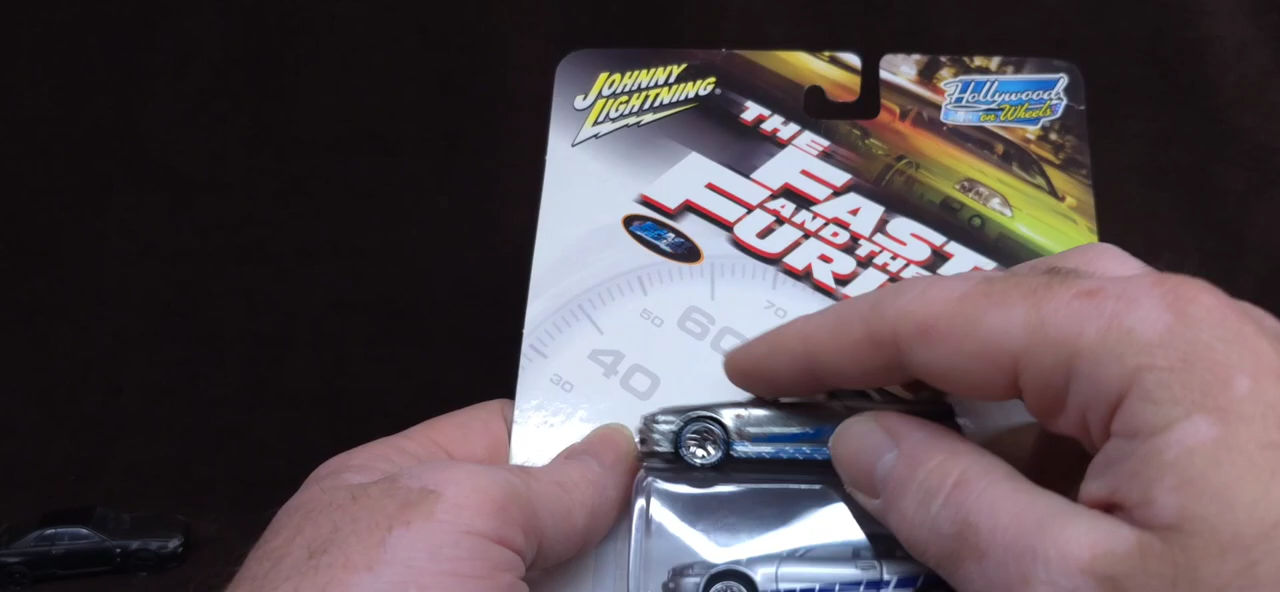 JOHNNY
LIGHTNING
Hollywood
on Wheels
THE
FAST
AND THE
FURI
30
40
50
60
70